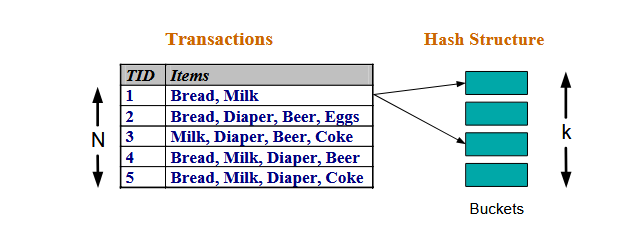 Transactions
Hash Structure
TID Items
1 Bread, Milk
2 Bread, Diaper, Beer, Eggs
3 Milk, Diaper, Beer, Coke
4 Bread, Milk, Diaper, Beer
5 Bread, Milk, Diaper, Coke
N
k
Buckets